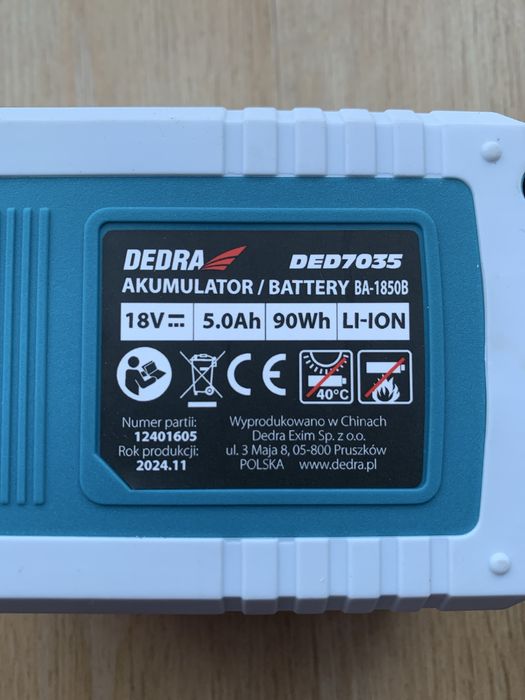 DEDRA DED7035
AKUMULATOR / BATTERY BA-1850B
18V 5.0Ah 90Wh LI-ION
CE 40°C
Numer partii:
12401605
Rok produkcji:
2024.11
Wyprodukowano w Chinach
Dedra Exim Sp. z o.o.
ul. 3 Maja 8, 05-800 Pruszków
POLSKA www.dedra.pl